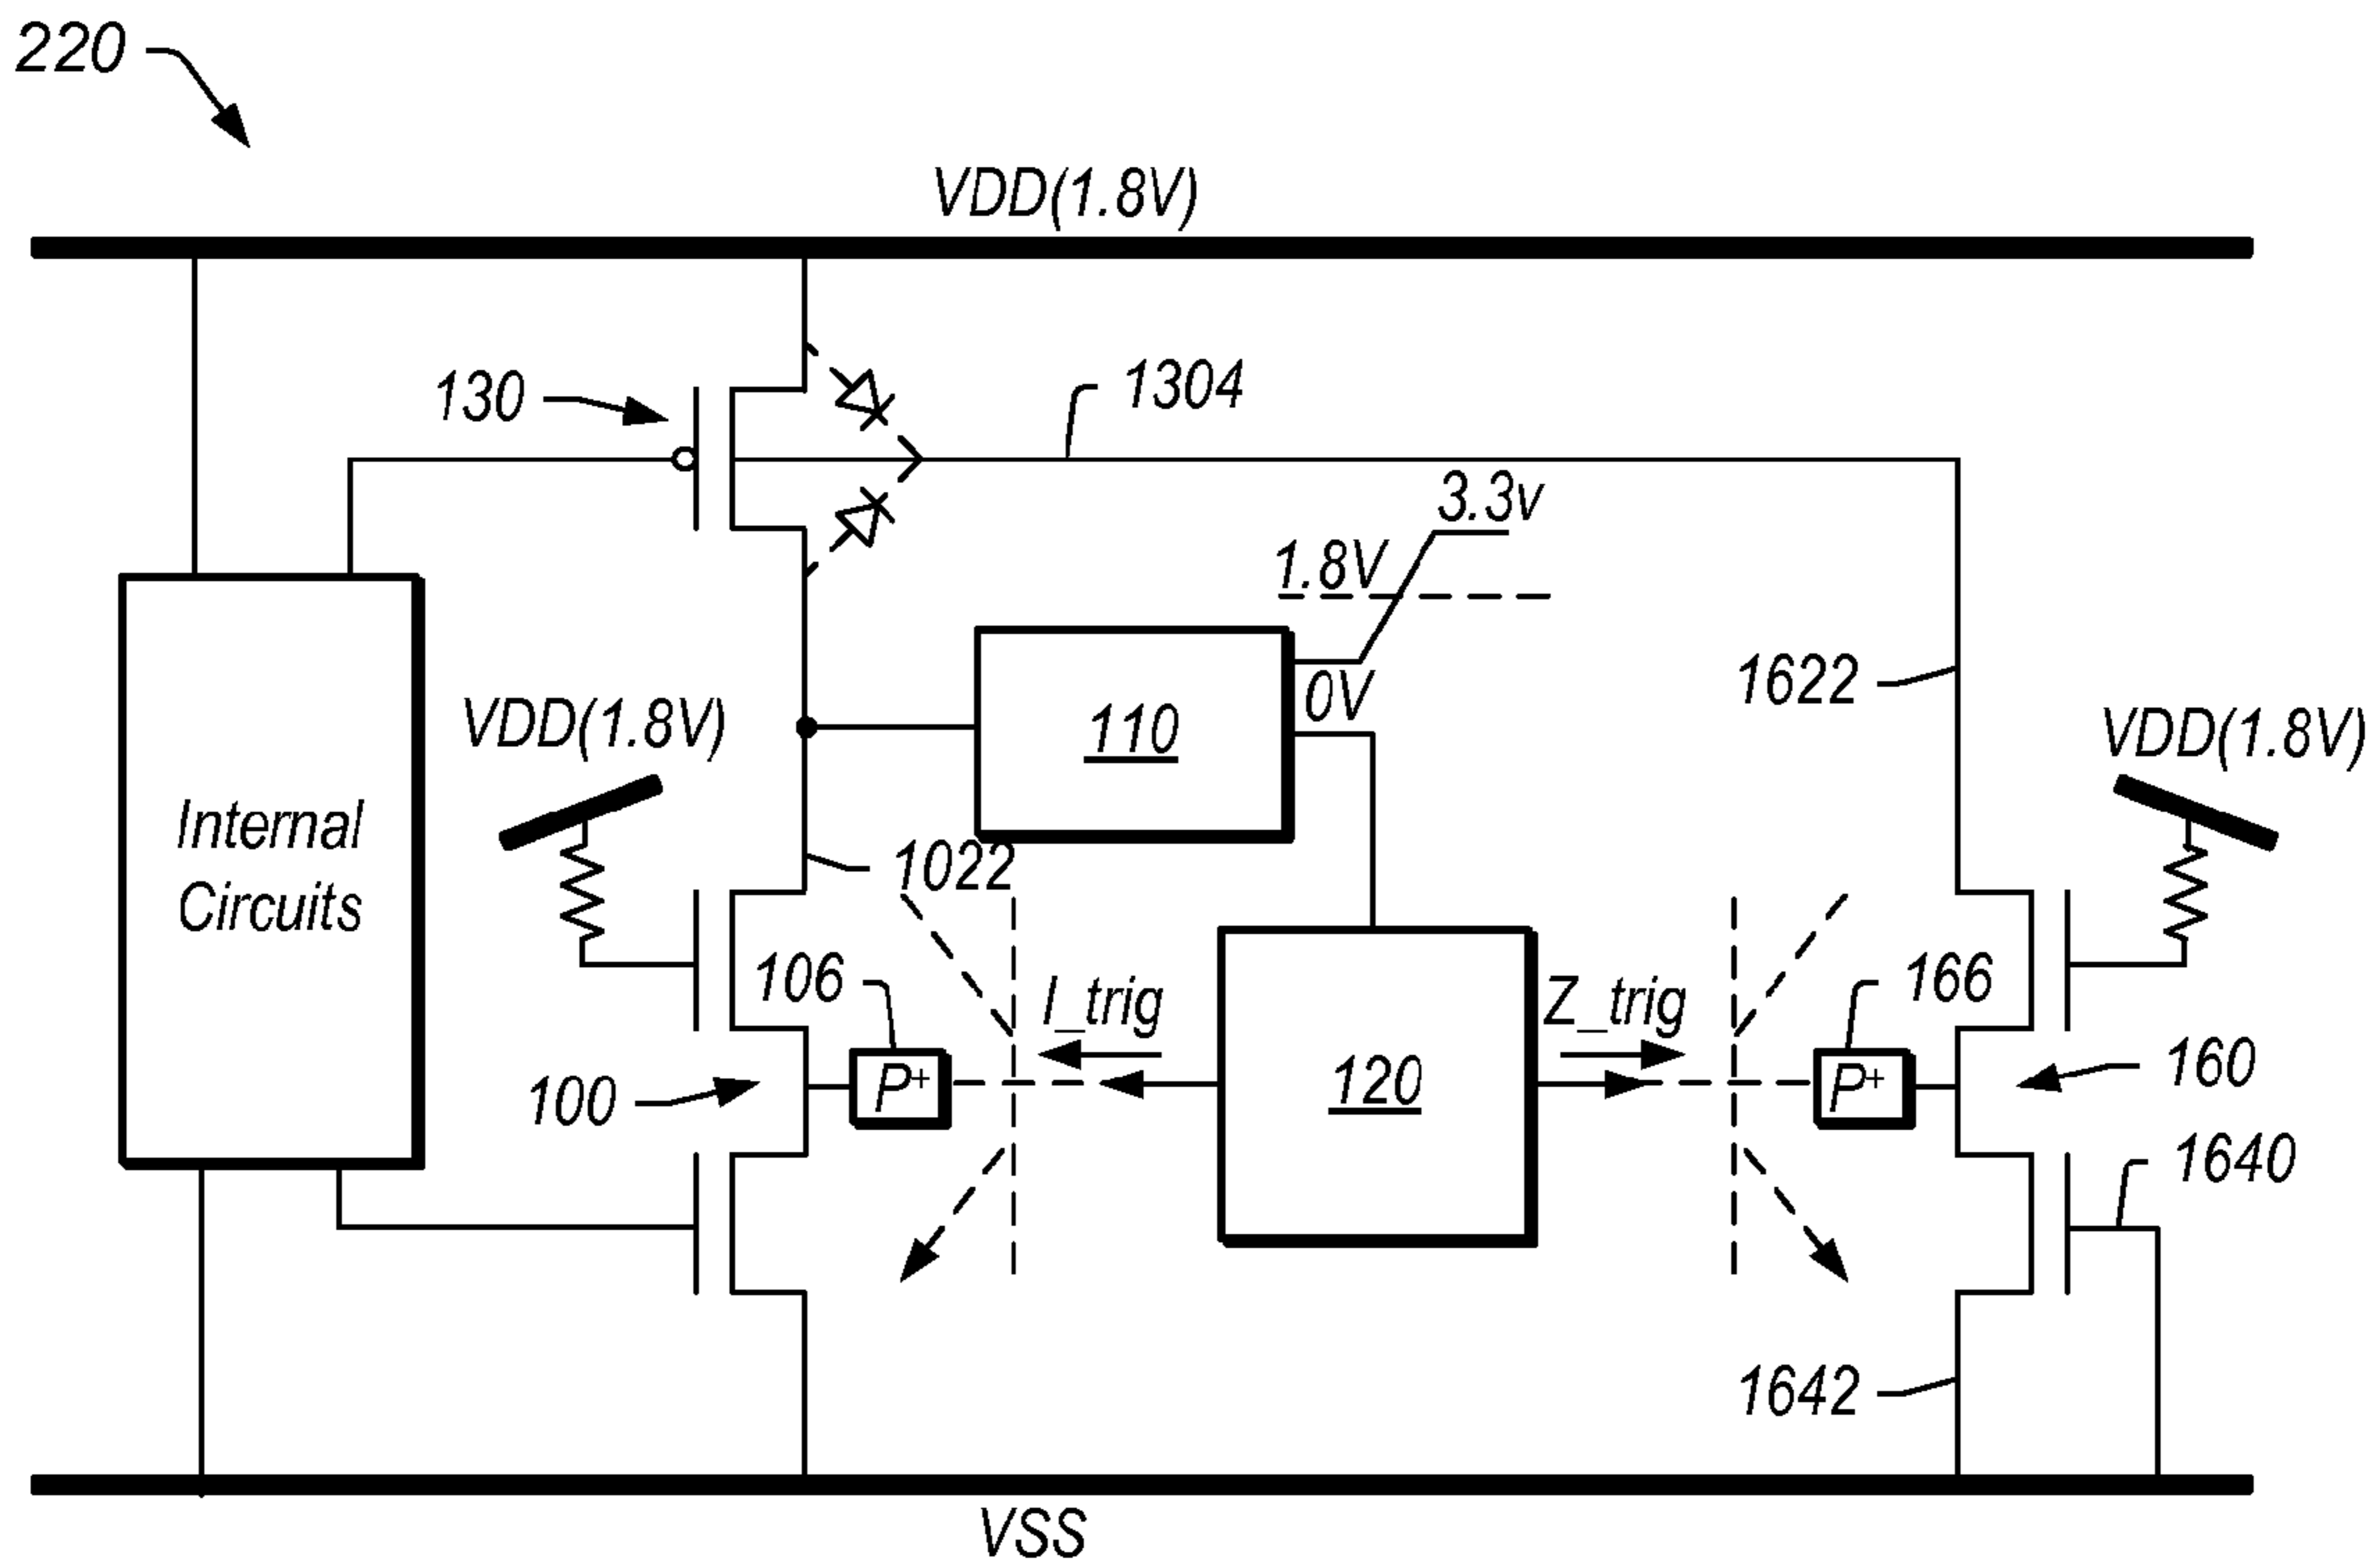 220
VDD(1.8V)
130
1304
3.3v
1.8V
1622
0V
VDD(1.8V)
110
VDD(1.8V)
Internal
Circuits
1022
106
I_trig
Z_trig
166
100
P+
120
P+
160
1640
1642
VSS